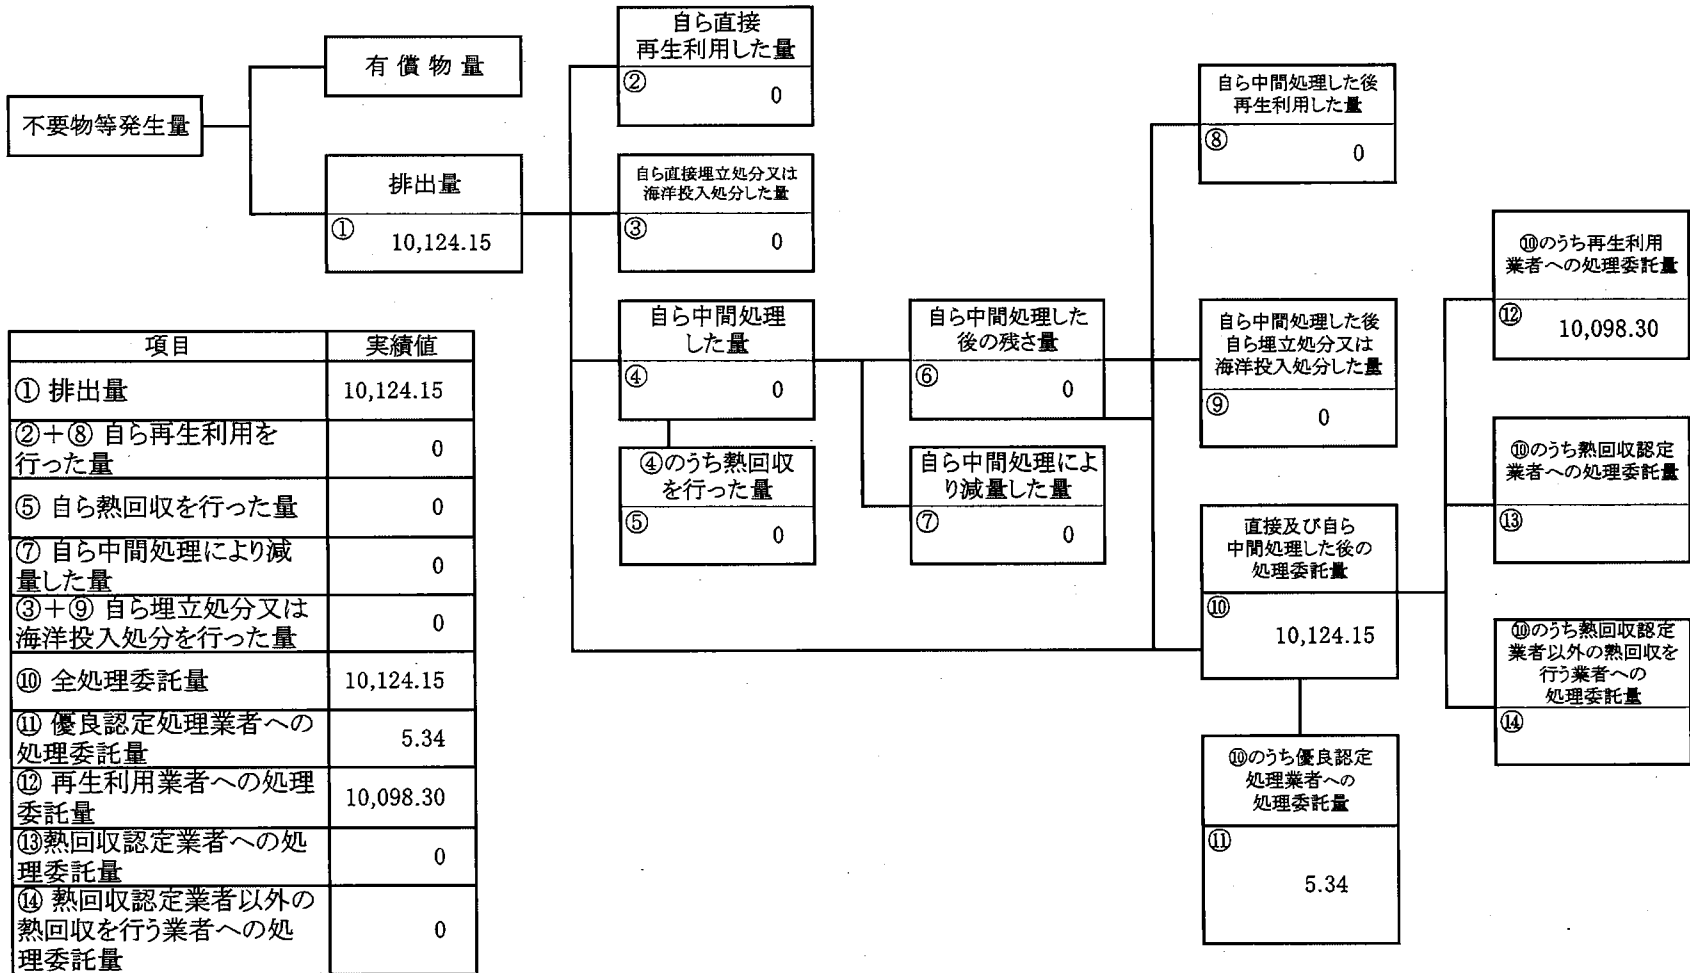 不要物等発生量
有償物量
排出量
① 10,124.15
自ら直接
再生利用した量
② 0
自ら直接埋立処分又は
海洋投入処分した量
③ 0
自ら中間処理
した量
④ 0
④のうち熱回収
を行った量
⑤ 0
自ら中間処理した
後の残さ量
⑥ 0
自ら中間処理によ
り減量した量
⑦ 0
自ら中間処理した後
再生利用した量
⑧ 0
自ら中間処理した後
自ら埋立処分又は
海洋投入処分した量
⑨ 0
直接及び自ら
中間処理した後の
処理委託量
⑩ 10,124.15
⑩のうち優良認定
処理業者への
処理委託量
⑪ 5.34
⑩のうち再生利用
業者への処理委託量
⑫ 10,098.30
⑩のうち熱回収認定
業者への処理委託量
⑬
⑩のうち熱回収認定
業者以外の熱回収を
行う業者への
処理委託量
⑭
項目 実績値
① 排出量 10,124.15
②+⑧ 自ら再生利用を
行った量 0
⑤ 自ら熱回収を行った量 0
⑦ 自ら中間処理により減
量した量 0
③+⑨ 自ら埋立処分又は
海洋投入処分を行った量 0
⑩ 全処理委託量 10,124.15
⑪ 優良認定処理業者への
処理委託量 5.34
⑫ 再生利用業者への処理
委託量 10,098.30
⑬熱回収認定業者への処
理委託量 0
⑭ 熱回収認定業者以外の
熱回収を行う業者への処
理委託量 0